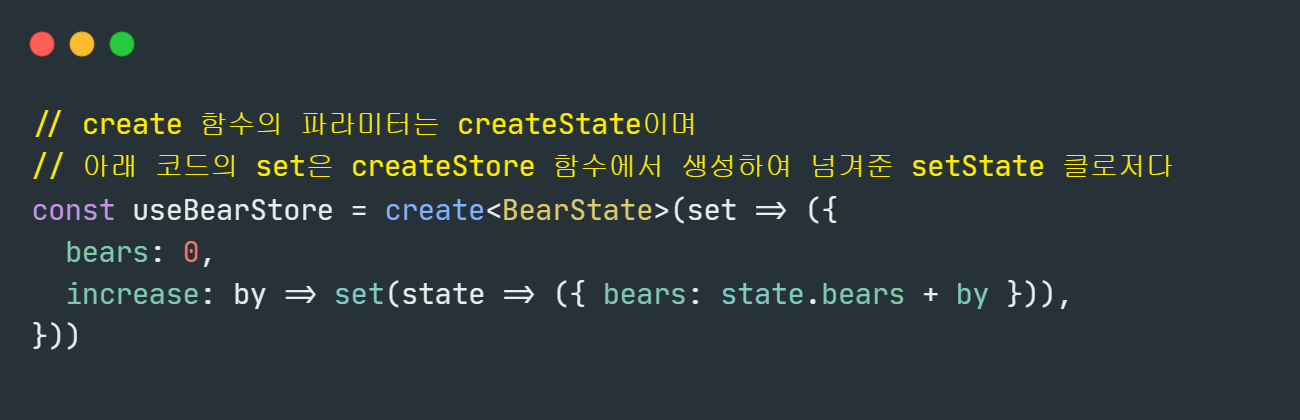 // create 함수의 파라미터는 createState이며
// 아래 코드의 set은 createStore 함수에서 생성하여 넘겨준 setState 클로저다
const useBearStore = create<BearState>(set => ({
  bears: 0,
  increase: by => set(state => ({ bears: state.bears + by })),
}))